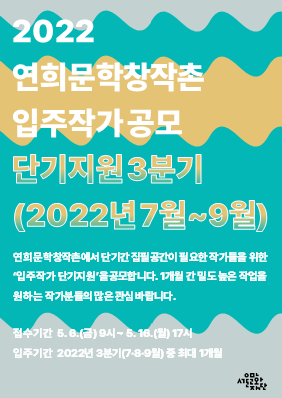 2022
연희문학창작촌
입주작가 공모
단기지원 3분기
(2022년 7월~9월)
연희문학창작촌에서 단기간 집필공간이 필요한 작가들을 위한
'입주작가 단기지원'을공모합니다. 1개월 간 밀도 높은 작업을
원하는 작가분들의 많은 관심 바랍니다.
접수기간 5. 6.(금) 9시~ 5. 16.(월) 17시
입주기간 2022년 3분기(7·8·9월) 중 최대 1개월
서울문화재단